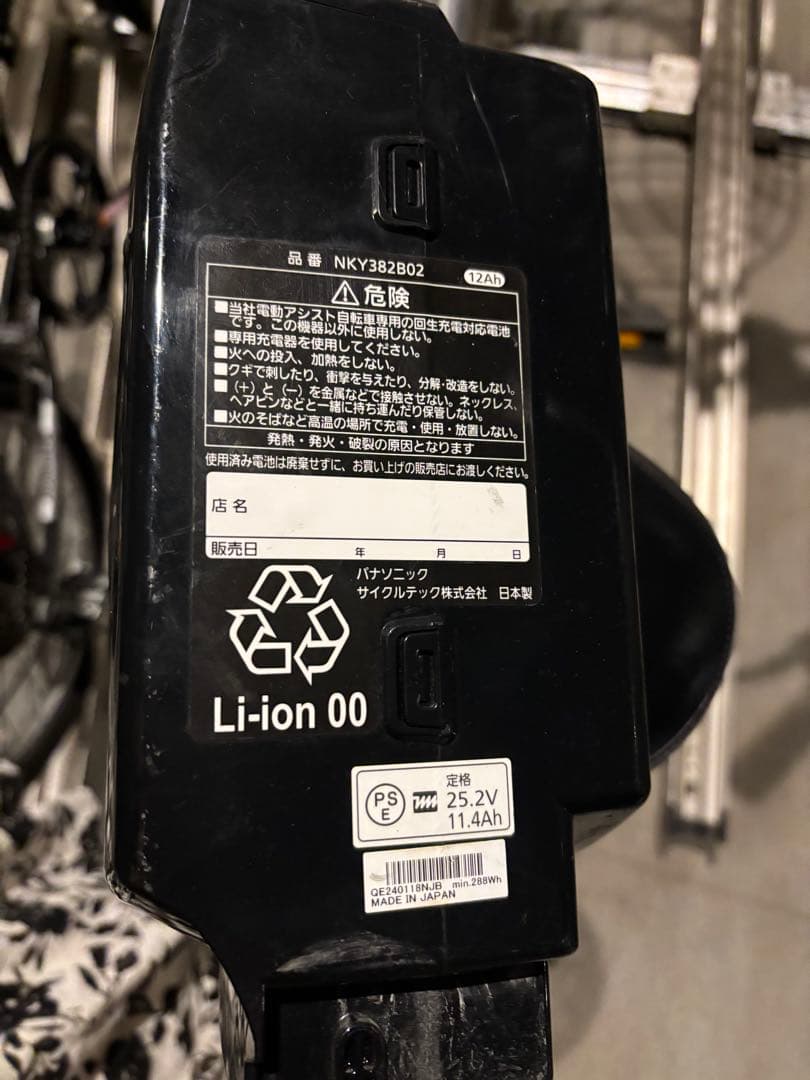 品番 NKY382B02
12Ah
危険
■当社電動アシスト自転車専用の回生充電対応電池
です。この機器以外に使用しない。
■専用充電器を使用してください。
■火への投入、加熱をしない。
■クギで刺したり、衝撃を与えたり、分解・改造をしない。
■(+)と(−)を金属などで接触させない。ネックレス、
ヘアピンなどと一緒に持ち運んだり保管しない。
■火のそばなど高温の場所で充電・使用・放置しない。
発熱・発火・破裂の原因となります
使用済み電池は廃棄せずに、お買い上げの販売店にお渡しください。
店名
販売日 年 月 日
パナソニック
サイクルテック株式会社 日本製
Li-ion 00
PS
E
定格
25.2V
11.4Ah
QE240118NJB min.288Wh
MADE IN JAPAN